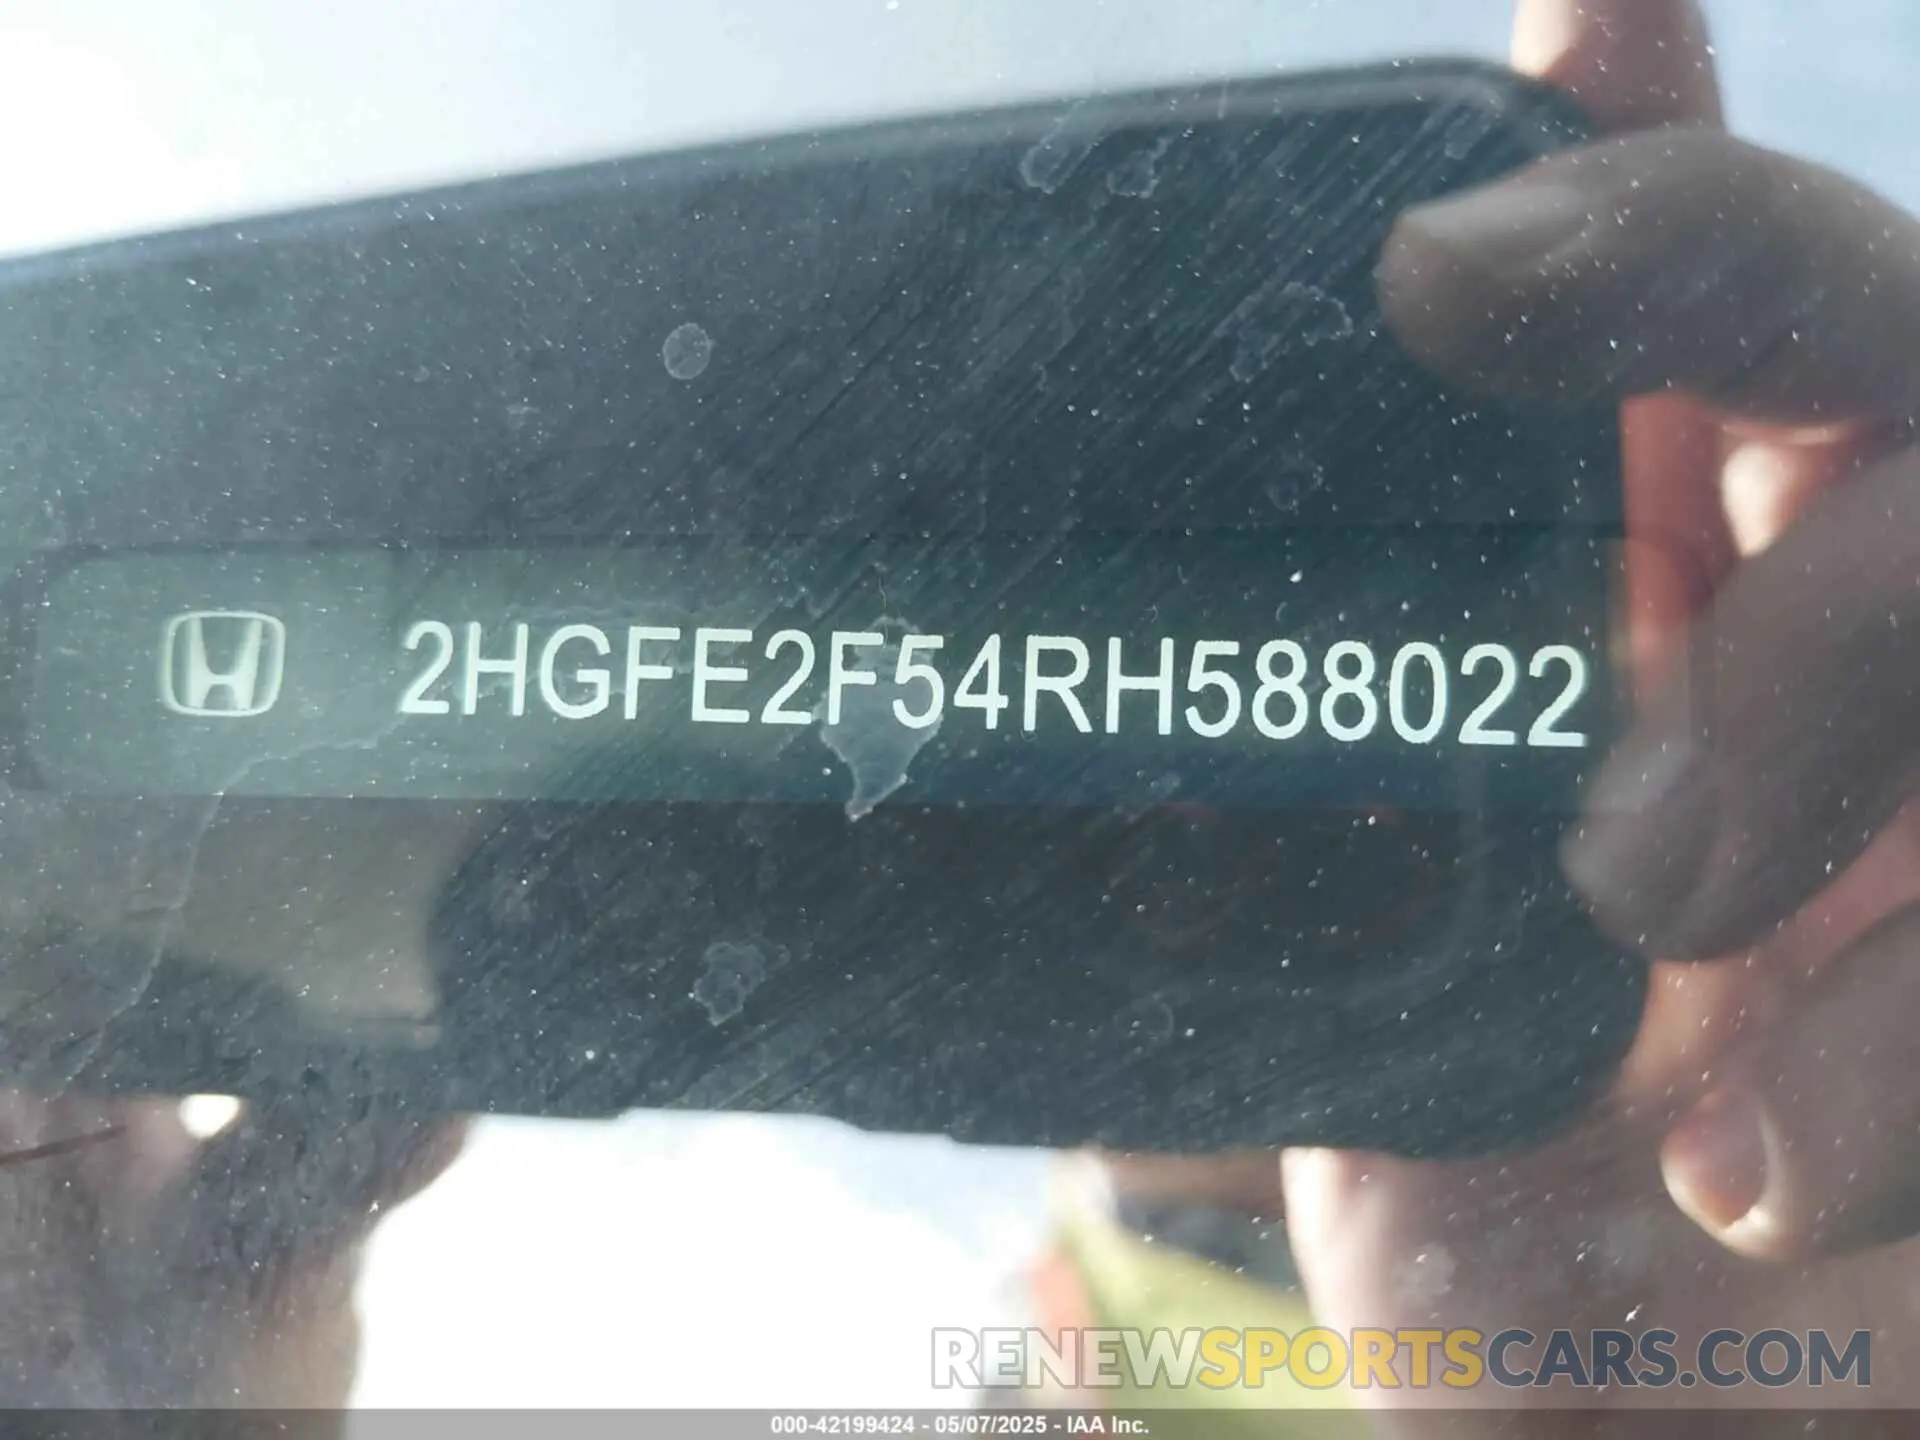 2HGFE2F54RH588022
RENEWSPORTSCARS.COM
000-42199424 - 05/07/2025 - IAA Inc.